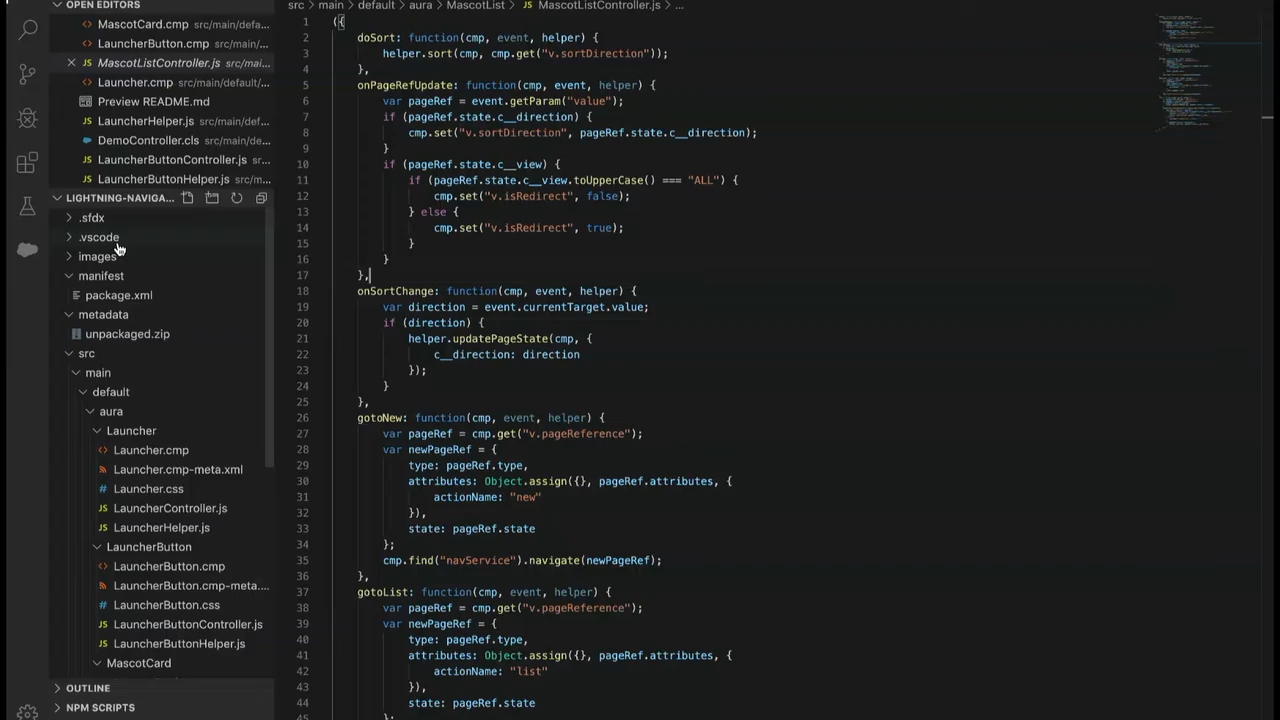 OPEN EDITORS
MascotCard.cmp src/main/...
LauncherButton.cmp src/main/...
MascotListController.js src/mai...
Launcher.cmp src/main/default/...
Preview README.md
LauncherHelper.js src/main/def...
DemoController.cls src/main/de...
LauncherButtonController.js sr...
LauncherButtonHelper.js src/m...
LIGHTNING-NAVIGA...
.sfdx
.vscode
images
manifest
package.xml
metadata
unpackaged.zip
src
main
default
aura
Launcher
Launcher.cmp
Launcher.cmp-meta.xml
Launcher.css
LauncherController.js
LauncherHelper.js
LauncherButton
LauncherButton.cmp
LauncherButton.cmp-meta....
LauncherButton.css
LauncherButtonController.js
LauncherButtonHelper.js
MascotCard
OUTLINE
NPM SCRIPTS
src > main > default > aura > MascotList > JS MascotListController.js > ...
1 ({
2 doSort: function(cmp, event, helper) {
3 helper.sort(cmp, cmp.get("v.sortDirection"));
4 },
5 onPageRefUpdate: function(cmp, event, helper) {
6 var pageRef = event.getParam("value");
7 if(pageRef.state.c__direction) {
8 cmp.set("v.sortDirection", pageRef.state.c__direction);
9 }
10 if (pageRef.state.c__view) {
11 if (pageRef.state.c__view.toUpperCase() === "ALL") {
12 cmp.set("v.isRedirect", false);
13 } else {
14 cmp.set("v.isRedirect", true);
15 }
16 }
17 },
18 onSortChange: function(cmp, event, helper) {
19 var direction = event.currentTarget.value;
20 if (direction) {
21 helper.updatePageState(cmp, {
22 c__direction: direction
23 });
24 }
25 },
26 gotoNew: function(cmp, event, helper) {
27 var pageRef = cmp.get("v.pageReference");
28 var newPageRef = {
29 type: pageRef.type,
30 attributes: Object.assign({}, pageRef.attributes, {
31 actionName: "new"
32 }),
33 state: pageRef.state
34 };
35 cmp.find("navService").navigate(newPageRef);
36 },
37 gotoList: function(cmp, event, helper) {
38 var pageRef = cmp.get("v.pageReference");
39 var newPageRef = {
40 type: pageRef.type,
41 attributes: Object.assign({}, pageRef.attributes, {
42 actionName: "list"
43 }),
44 state: pageRef.state
45 };